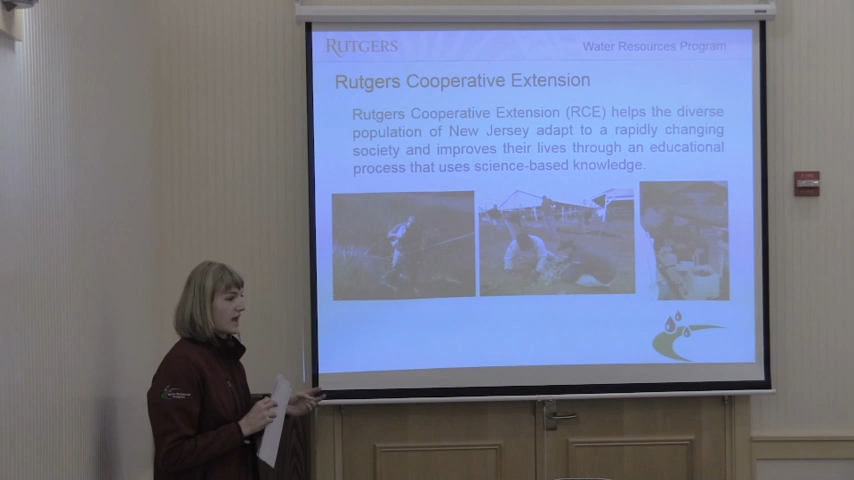 RUTGERS
Water Resources Program
Rutgers Cooperative Extension
Rutgers Cooperative Extension (RCE) helps the diverse
population of New Jersey adapt to a rapidly changing
society and improves their lives through an educational
process that uses science-based knowledge.